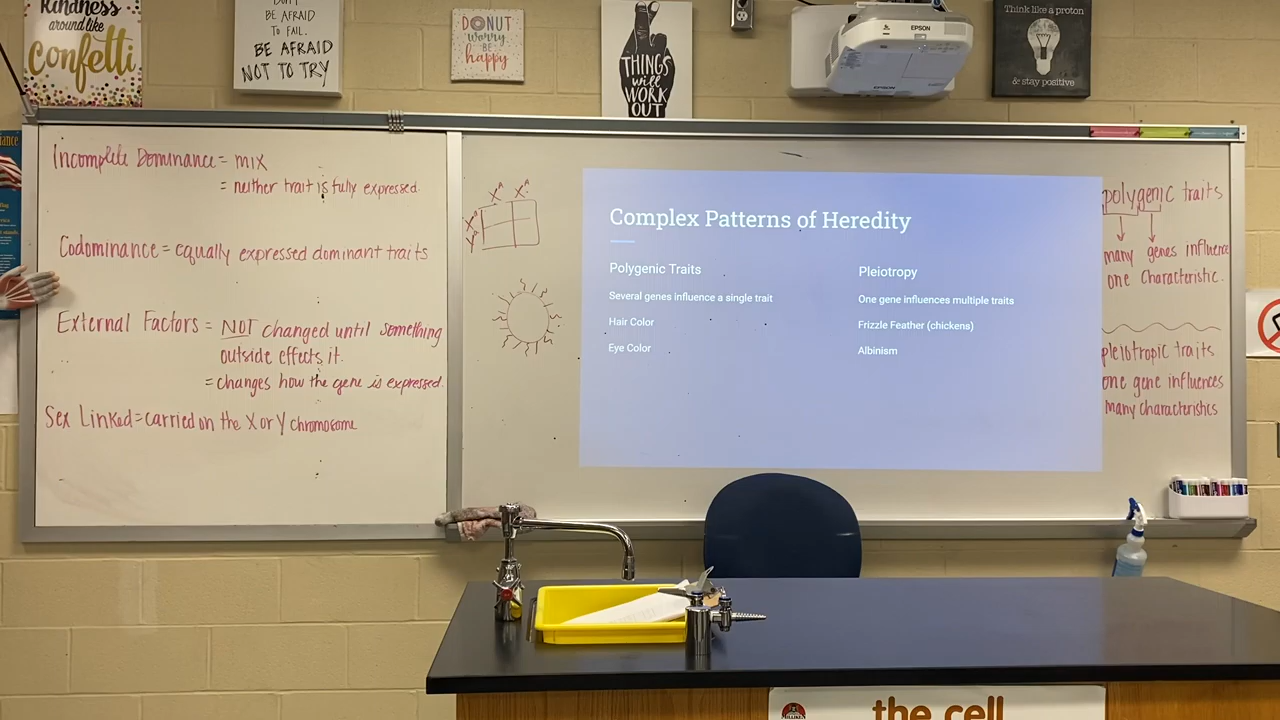 Kindness
around like
Confetti
DON'T
BE AFRAID
TO FAIL.
BE AFRAID
NOT TO TRY
DONUT
worry
BE
happy
THINGS
will
WORK
OUT
EPSON
EPSON
Think like a proton
& stay positive
Incomplete Dominance = mix
= neither trait is fully expressed.
Codominance = equally expressed dominant traits
External Factors = NOT changed until something
outside effects it.
= changes how the gene is expressed.
Sex Linked = carried on the X or Y chromosome
X^A X^A
Complex Patterns of Heredity
Polygenic Traits
Several genes influence a single trait
Hair Color
Eye Color
Pleiotropy
One gene influences multiple traits
Frizzle Feather (chickens)
Albinism
polygenic traits
many genes influence
one characteristic.
pleiotropic traits
one gene influences
many characteristics
the cell